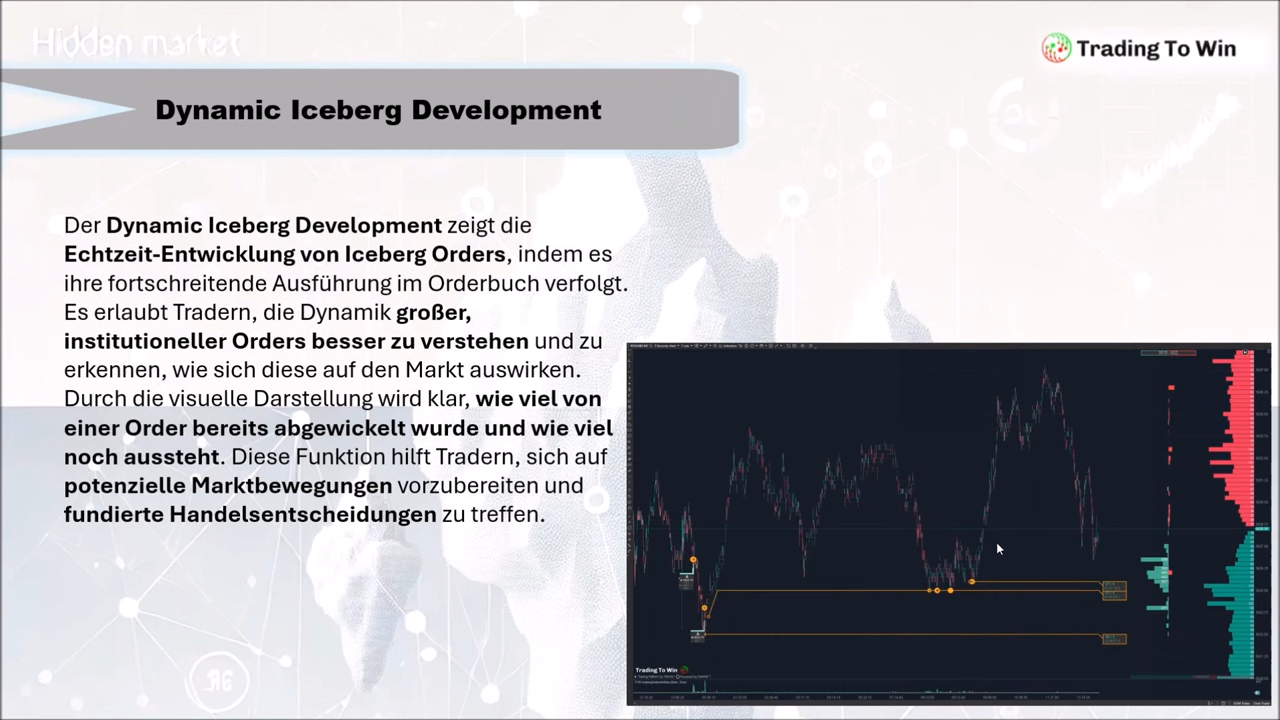 Hidden market
Trading To Win
Dynamic Iceberg Development
Der Dynamic Iceberg Development zeigt die
Echtzeit-Entwicklung von Iceberg Orders, indem es
ihre fortschreitende Ausführung im Orderbuch verfolgt.
Es erlaubt Tradern, die Dynamik großer,
institutioneller Orders besser zu verstehen und zu
erkennen, wie sich diese auf den Markt auswirken.
Durch die visuelle Darstellung wird klar, wie viel von
einer Order bereits abgewickelt wurde und wie viel
noch aussteht. Diese Funktion hilft Tradern, sich auf
potenzielle Marktbewegungen vorzubereiten und
fundierte Handelsentscheidungen zu treffen.
Trading To Win